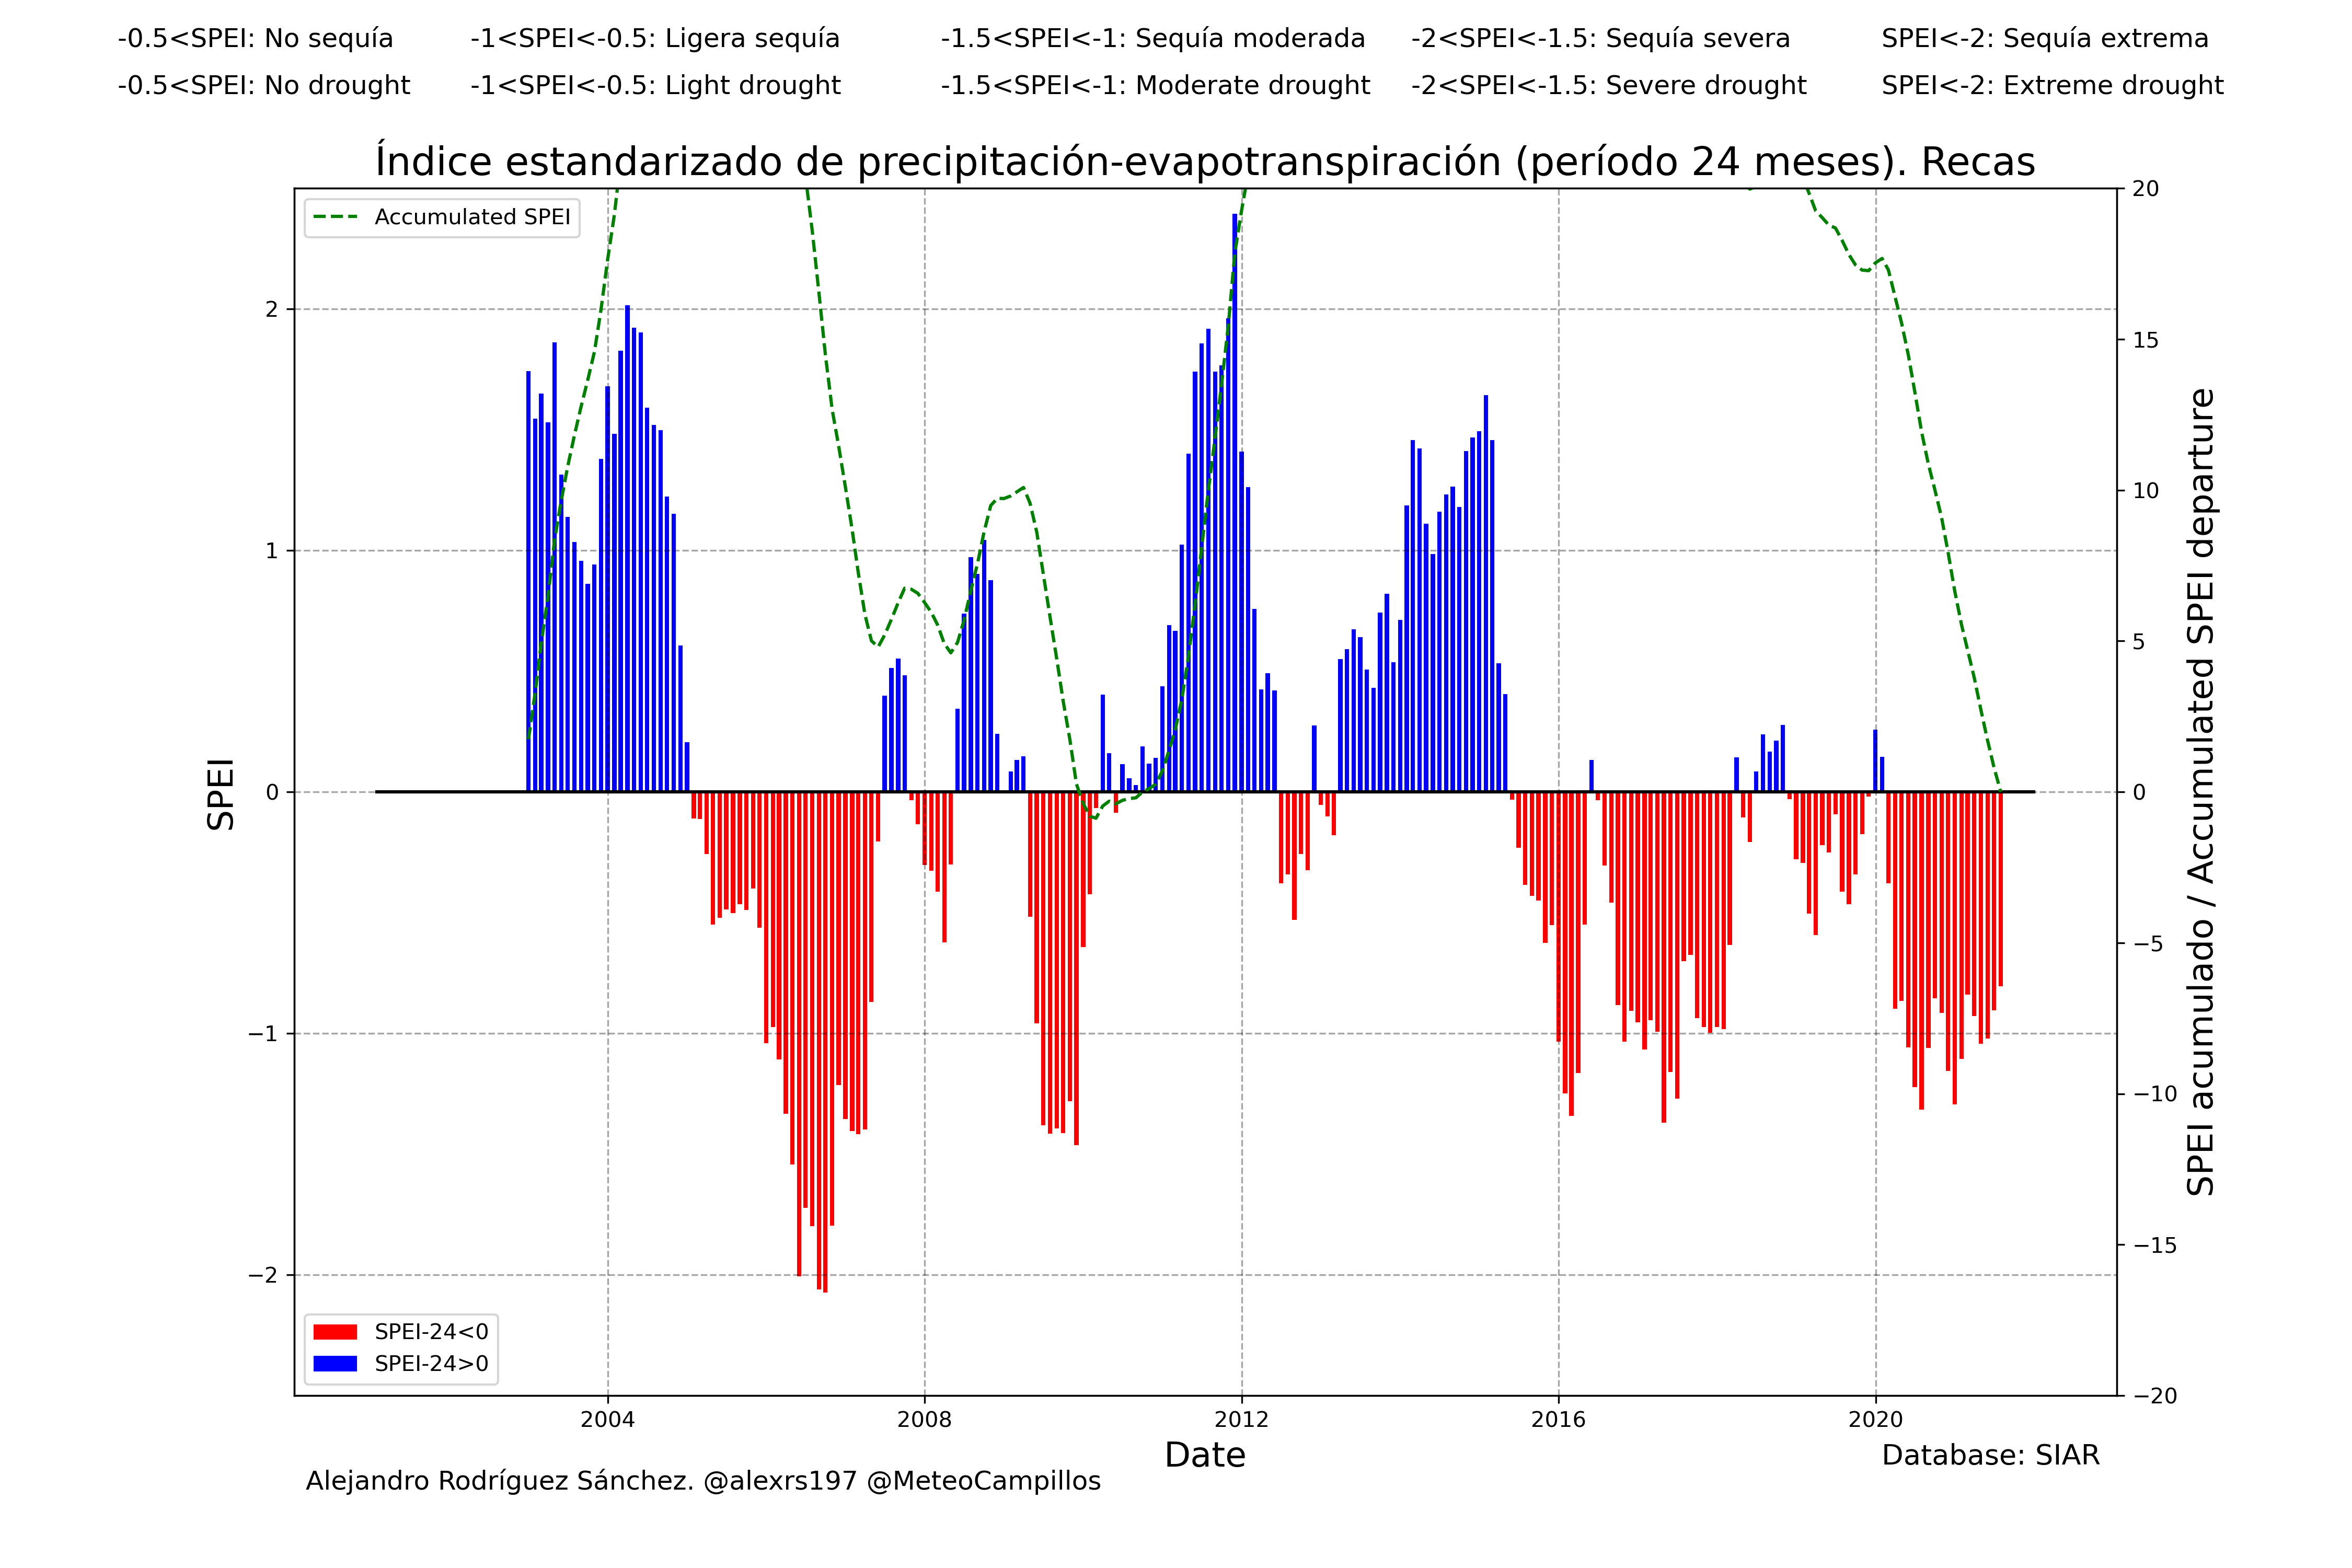 -0.5<SPEI: No sequía -1<SPEI<-0.5: Ligera sequía -1.5<SPEI<-1: Sequía moderada -2<SPEI<-1.5: Sequía severa SPEI<-2: Sequía extrema
-0.5<SPEI: No drought -1<SPEI<-0.5: Light drought -1.5<SPEI<-1: Moderate drought -2<SPEI<-1.5: Severe drought SPEI<-2: Extreme drought
Índice estandarizado de precipitación-evapotranspiración (período 24 meses). Recas
Accumulated SPEI
2
1
0
−1
−2
SPEI
20
15
10
5
0
−5
−10
−15
−20
SPEI acumulado / Accumulated SPEI departure
SPEI-24<0
SPEI-24>0
2004 2008 2012 2016 2020
Date
Database: SIAR
Alejandro Rodríguez Sánchez. @alexrs197 @MeteoCampillos